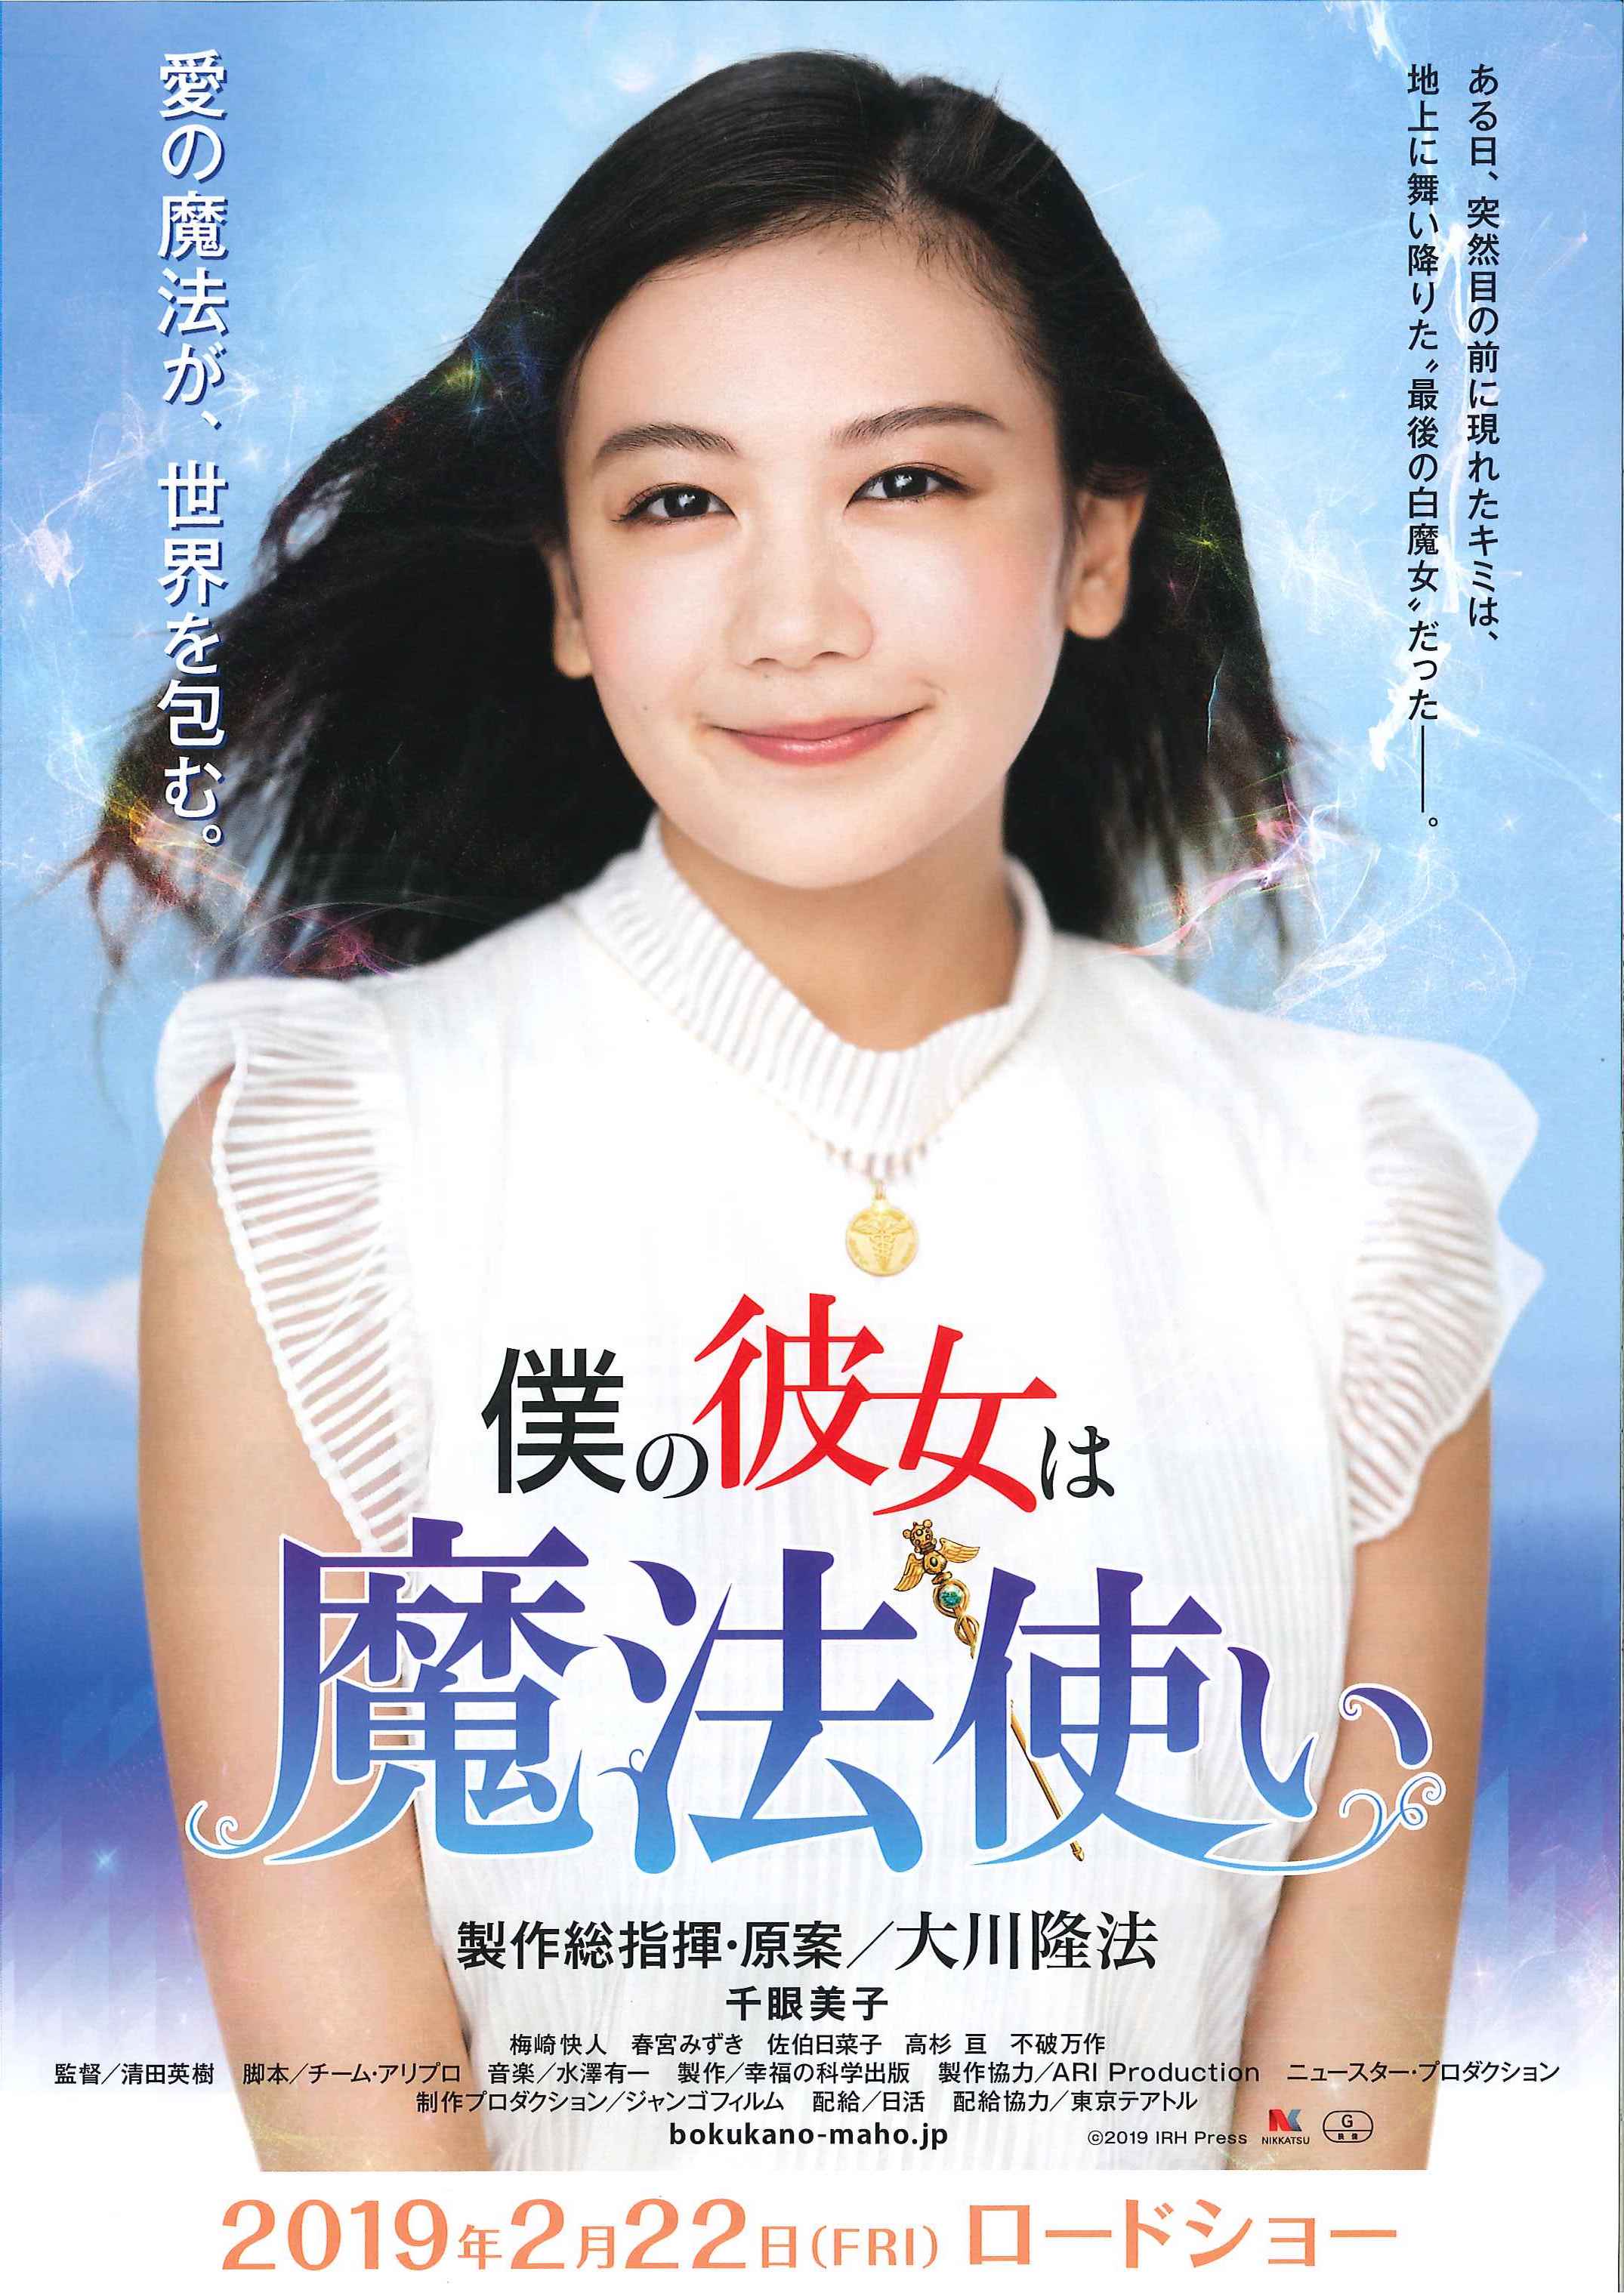 ある日、突然目の前に現れたキミは、
地上に舞い降りた〝最後の白魔女〟だった───。
愛の魔法が、世界を包む。
僕の彼女は
魔法使い
製作総指揮・原案／大川隆法
千眼美子
梅崎快人　春宮みずき　佐伯日菜子　高杉 亘　不破万作
監督／清田英樹　脚本／チーム・アリプロ　音楽／水澤有一　製作／幸福の科学出版　製作協力／ARI Production　ニュースター・プロダクション
制作プロダクション／ジャンゴフィルム　配給／日活　配給協力／東京テアトル
bokukano-maho.jp
©2019 IRH Press
NIKKATSU
G
映倫
2019年2月22日(FRI) ロードショー